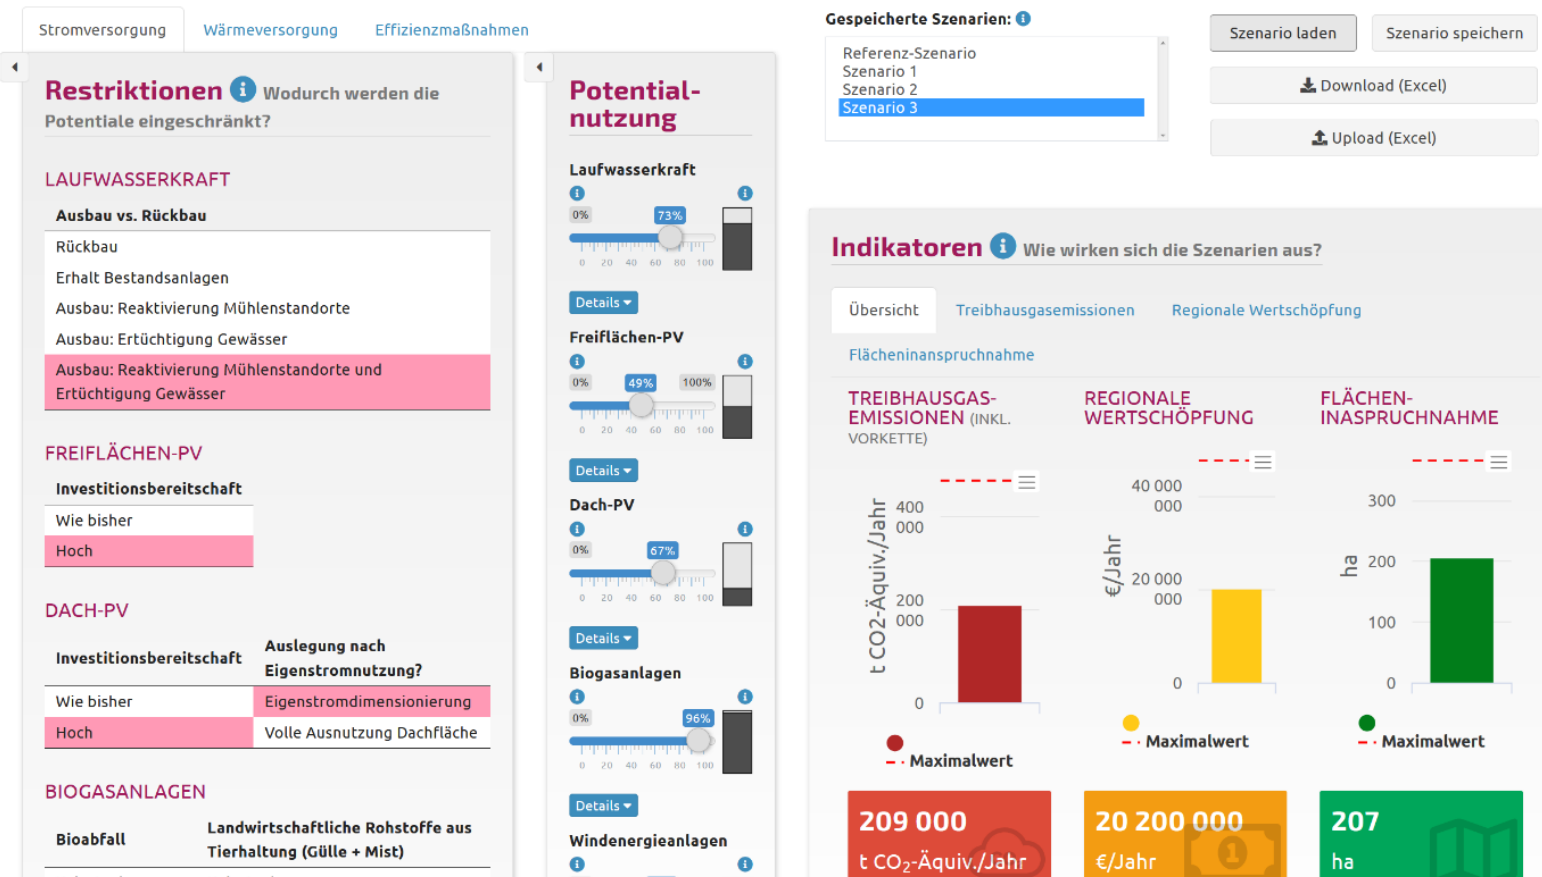 Stromversorgung
Wärmeversorgung
Effizienzmaßnahmen
Restriktionen Wodurch werden die
Potentiale eingeschränkt?
LAUFWASSERKRAFT
Ausbau vs. Rückbau
Rückbau
Erhalt Bestandsanlagen
Ausbau: Reaktivierung Mühlenstandorte
Ausbau: Ertüchtigung Gewässer
Ausbau: Reaktivierung Mühlenstandorte und
Ertüchtigung Gewässer
FREIFLÄCHEN-PV
Investitionsbereitschaft
Wie bisher
Hoch
DACH-PV
Investitionsbereitschaft
Auslegung nach
Eigenstromnutzung?
Wie bisher
Eigenstromdimensionierung
Hoch
Volle Ausnutzung Dachfläche
BIOGASANLAGEN
Bioabfall
Landwirtschaftliche Rohstoffe aus
Tierhaltung (Gülle + Mist)
Potential-
nutzung
Laufwasserkraft
0%
73%
0 20 40 60 80 100
Details
Freiflächen-PV
0%
49%
100%
0 20 40 60 80 100
Details
Dach-PV
0%
67%
0 20 40 60 80 100
Details
Biogasanlagen
0%
96%
0 20 40 60 80 100
Details
Windenergieanlagen
Gespeicherte Szenarien:
Referenz-Szenario
Szenario 1
Szenario 2
Szenario 3
Szenario laden
Szenario speichern
Download (Excel)
Upload (Excel)
Indikatoren Wie wirken sich die Szenarien aus?
Übersicht
Treibhausgasemissionen
Regionale Wertschöpfung
Flächeninanspruchnahme
TREIBHAUSGAS-
EMISSIONEN (INKL.
VORKETTE)
t CO2-Äquiv./Jahr
400
000
200
000
0
Maximalwert
REGIONALE
WERTSCHÖPFUNG
€/Jahr
40 000
000
20 000
000
0
Maximalwert
FLÄCHEN-
INASPRUCHNAHME
ha
300
200
100
0
Maximalwert
209 000
t CO₂-Äquiv./Jahr
20 200 000
€/Jahr
207
ha